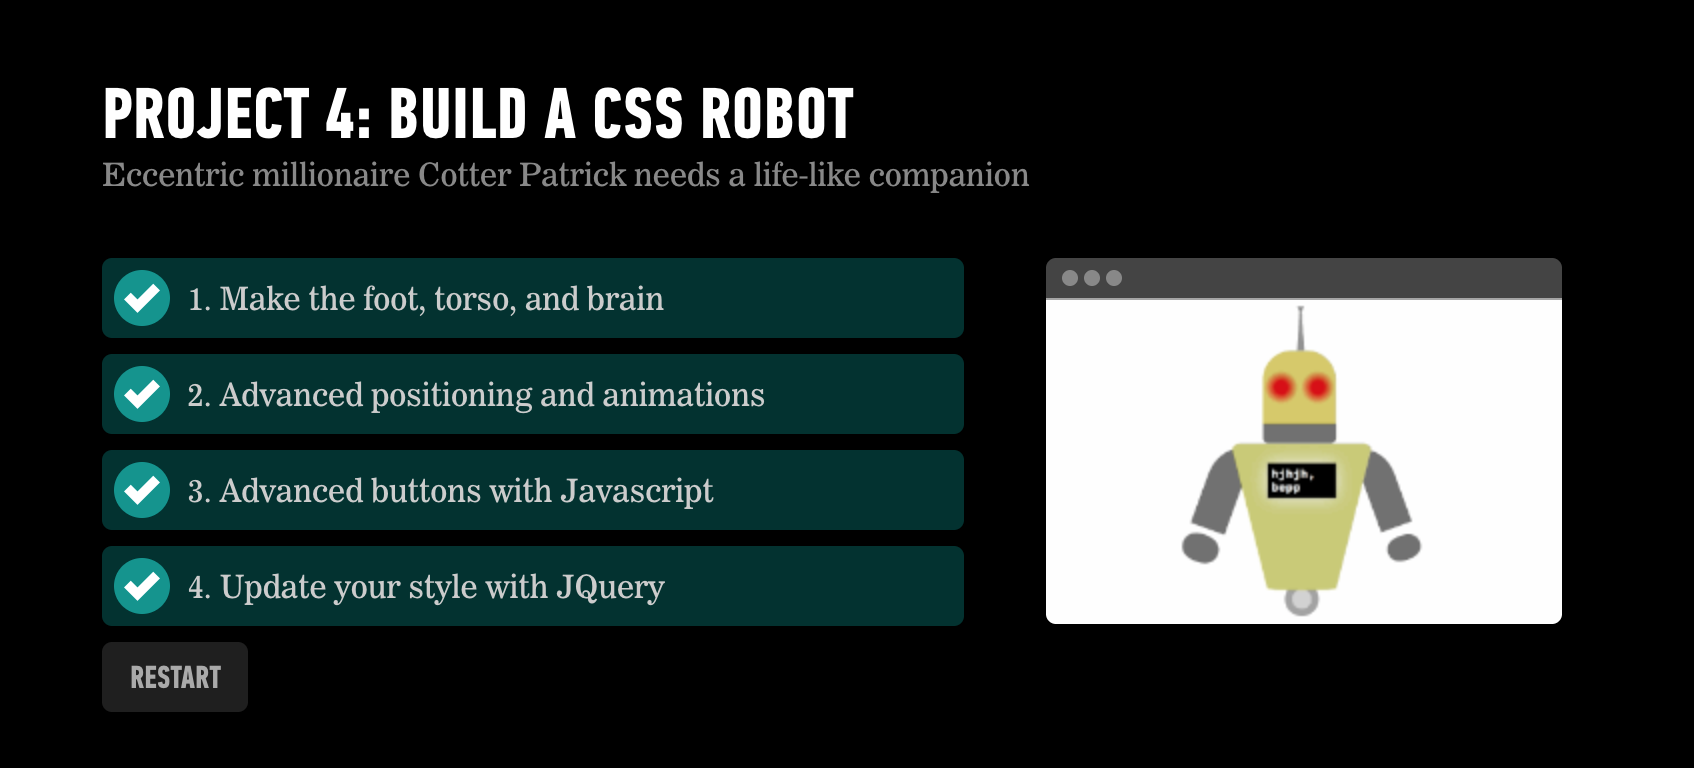 PROJECT 4: BUILD A CSS ROBOT
Eccentric millionaire Cotter Patrick needs a life-like companion
1. Make the foot, torso, and brain
2. Advanced positioning and animations
3. Advanced buttons with Javascript
4. Update your style with JQuery
RESTART
hjhjh,
bepp